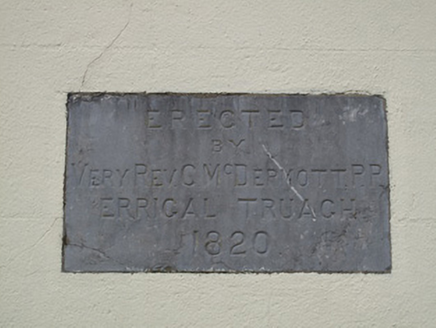 ERECTED
BY
VERY REV. C. McDERMOTT. P.P.
ERRIGAL TRUAGH
1820